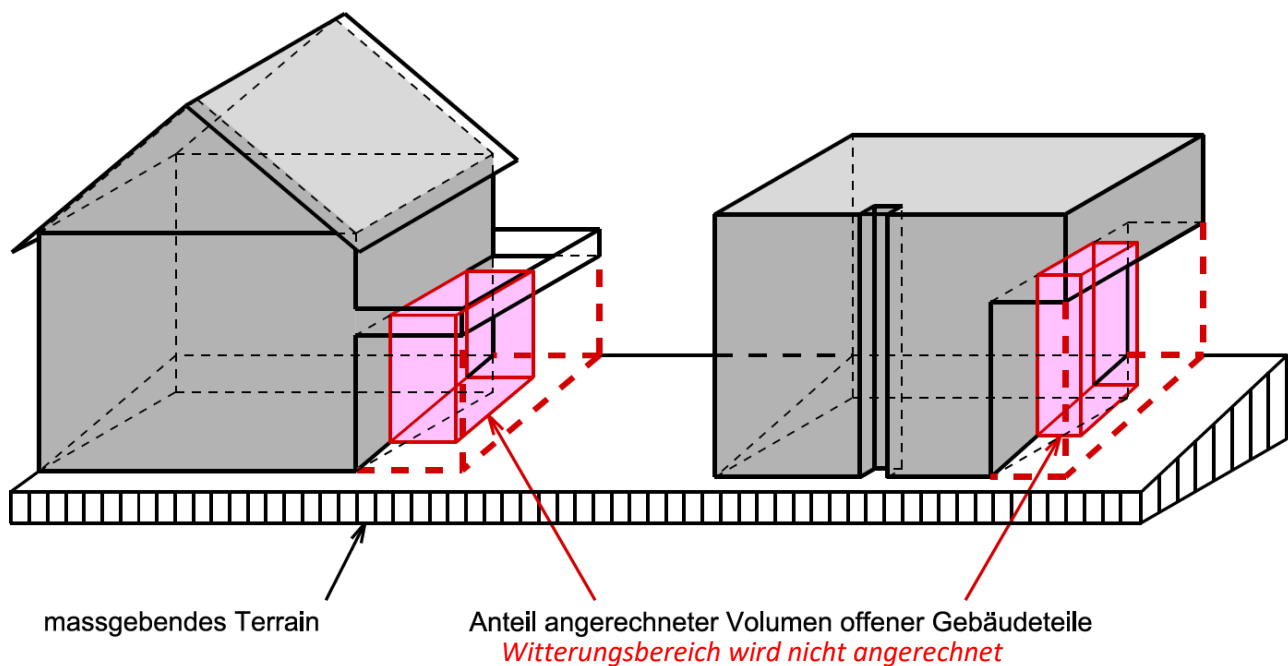 massgebendes Terrain
Anteil angerechneter Volumen offener Gebäudeteile
Witterungsbereich wird nicht angerechnet